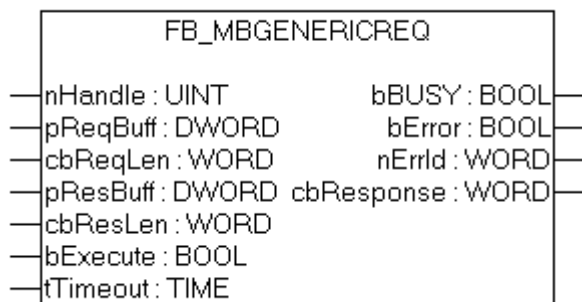 FB_MBGENERICREQ
nHandle : UINT bBUSY : BOOL
pReqBuff : DWORD bError : BOOL
cbReqLen : WORD nErrId : WORD
pResBuff : DWORD cbResponse : WORD
cbResLen : WORD
bExecute : BOOL
tTimeout : TIME